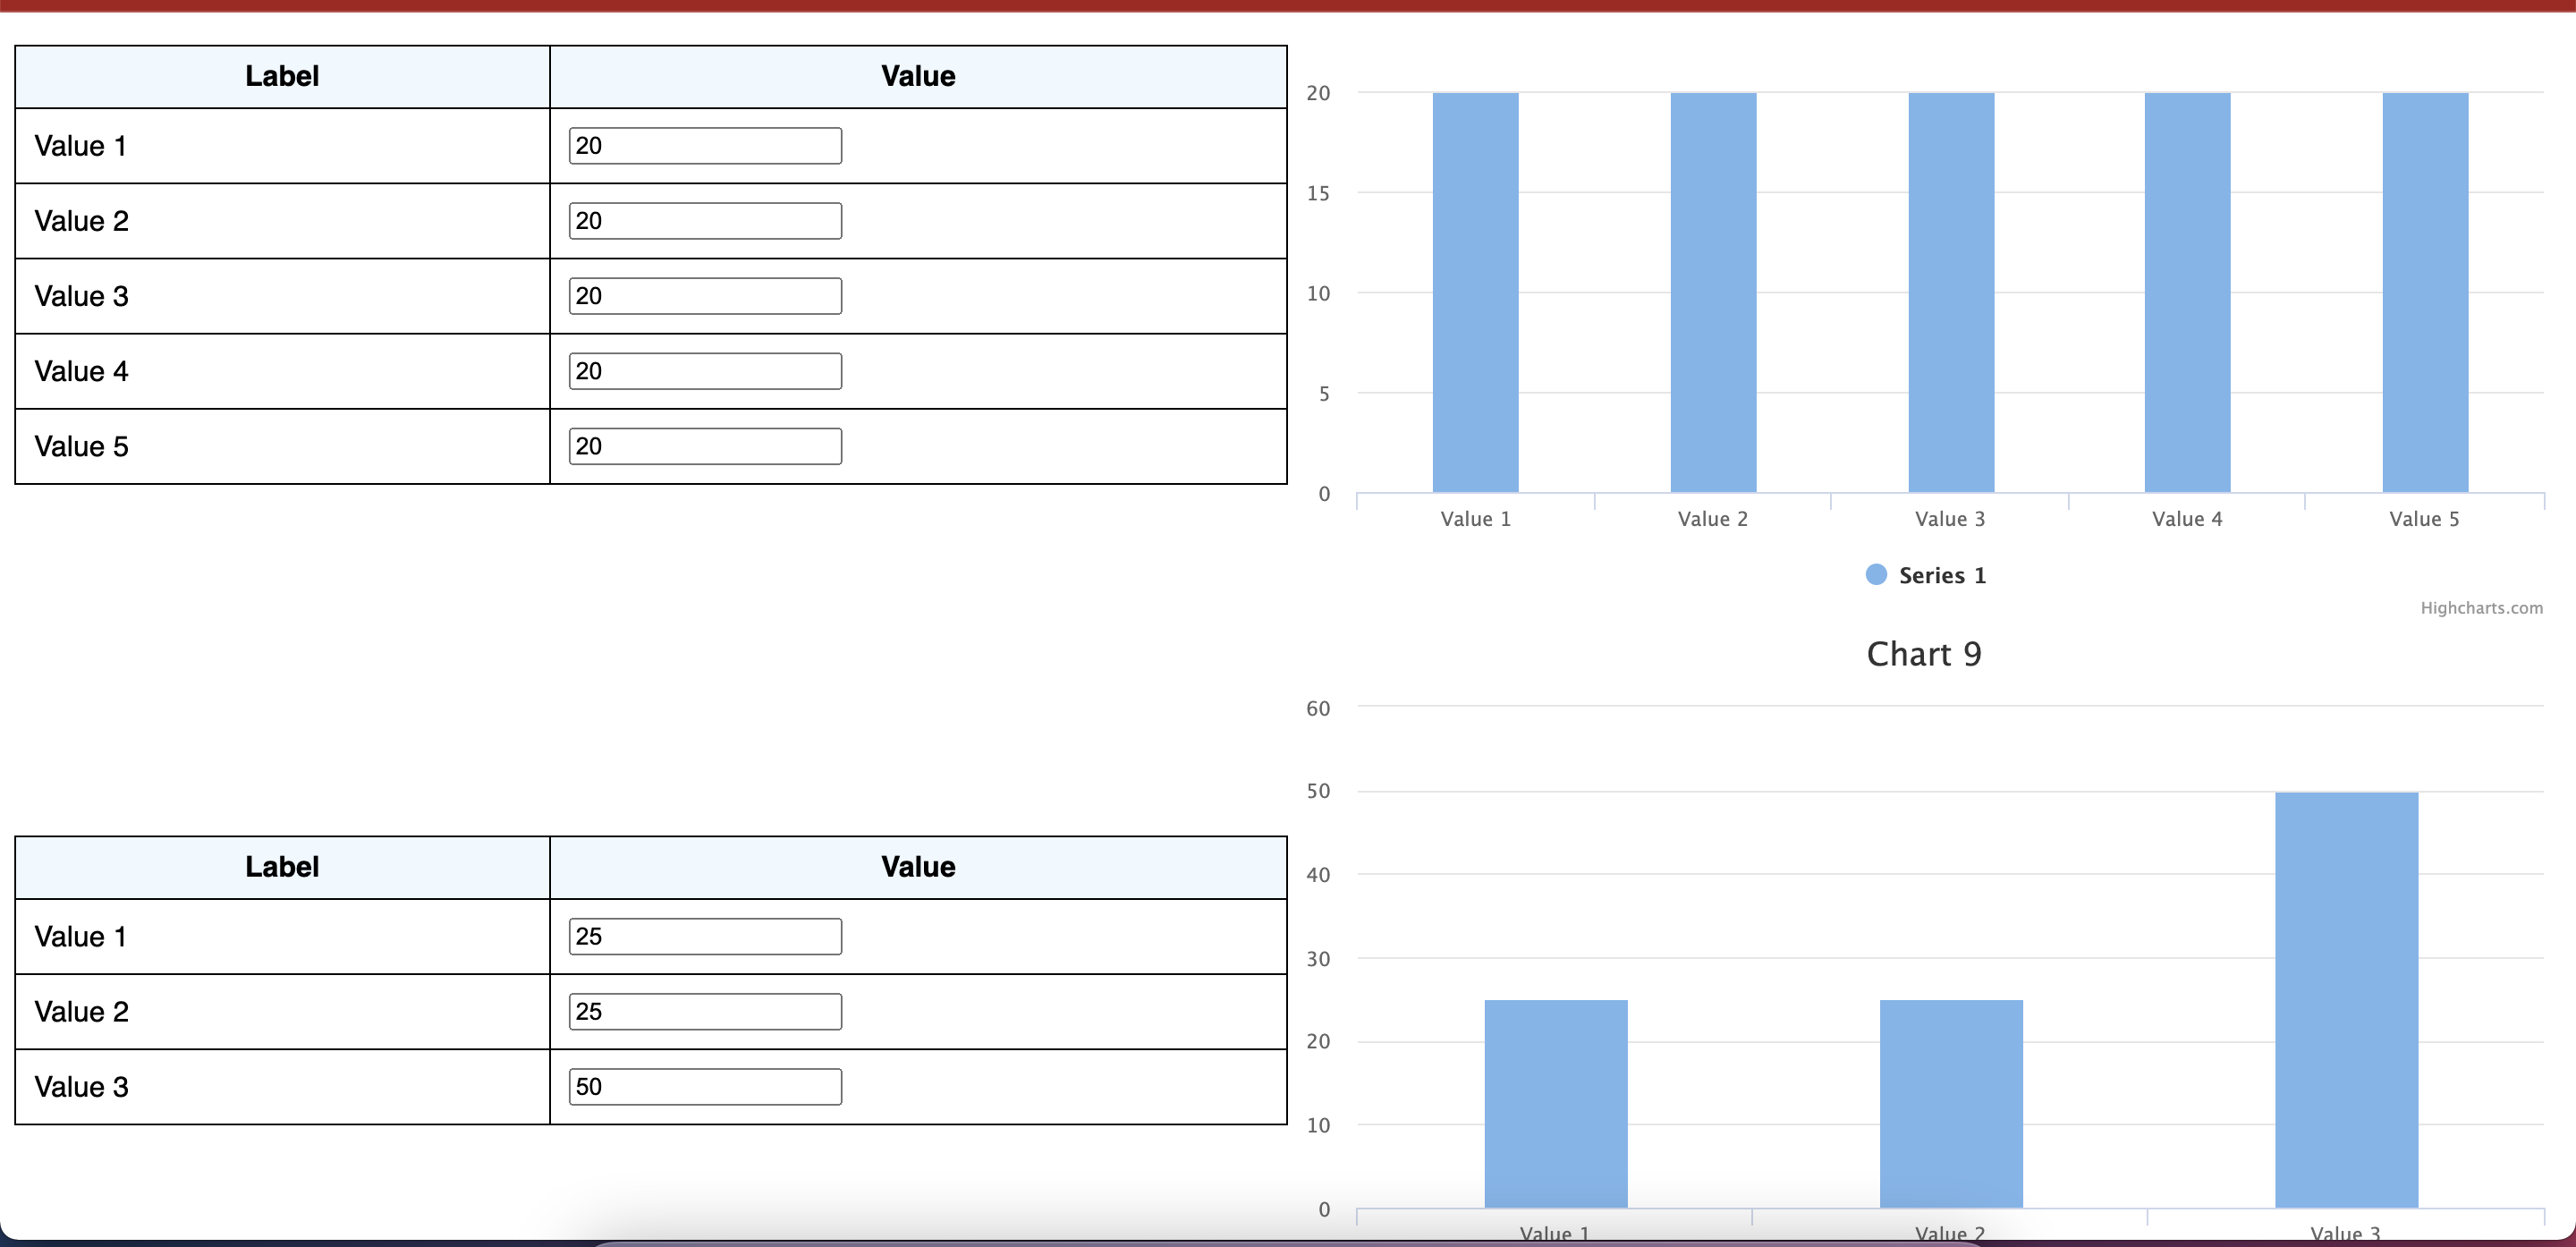 Label Value
Value 1 20
Value 2 20
Value 3 20
Value 4 20
Value 5 20
20
15
10
5
0
Value 1 Value 2 Value 3 Value 4 Value 5
Series 1
Highcharts.com
Label Value
Value 1 25
Value 2 25
Value 3 50
Chart 9
60
50
40
30
20
10
0
Value 1 Value 2 Value 3